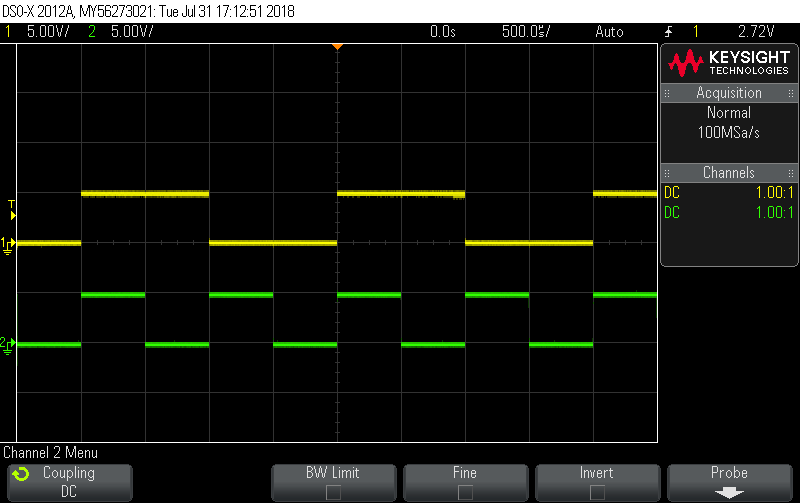 DSO-X 2012A, MY56273021: Tue Jul 31 17:12:51 2018
1 5.00V/ 2 5.00V/ 0.0s 500.0㎲/ Auto 1 2.72V
KEYSIGHT
TECHNOLOGIES
Acquisition
Normal
100MSa/s
Channels
DC 1.00:1
DC 1.00:1
T
1
2
Channel 2 Menu
Coupling
DC
BW Limit
Fine
Invert
Probe